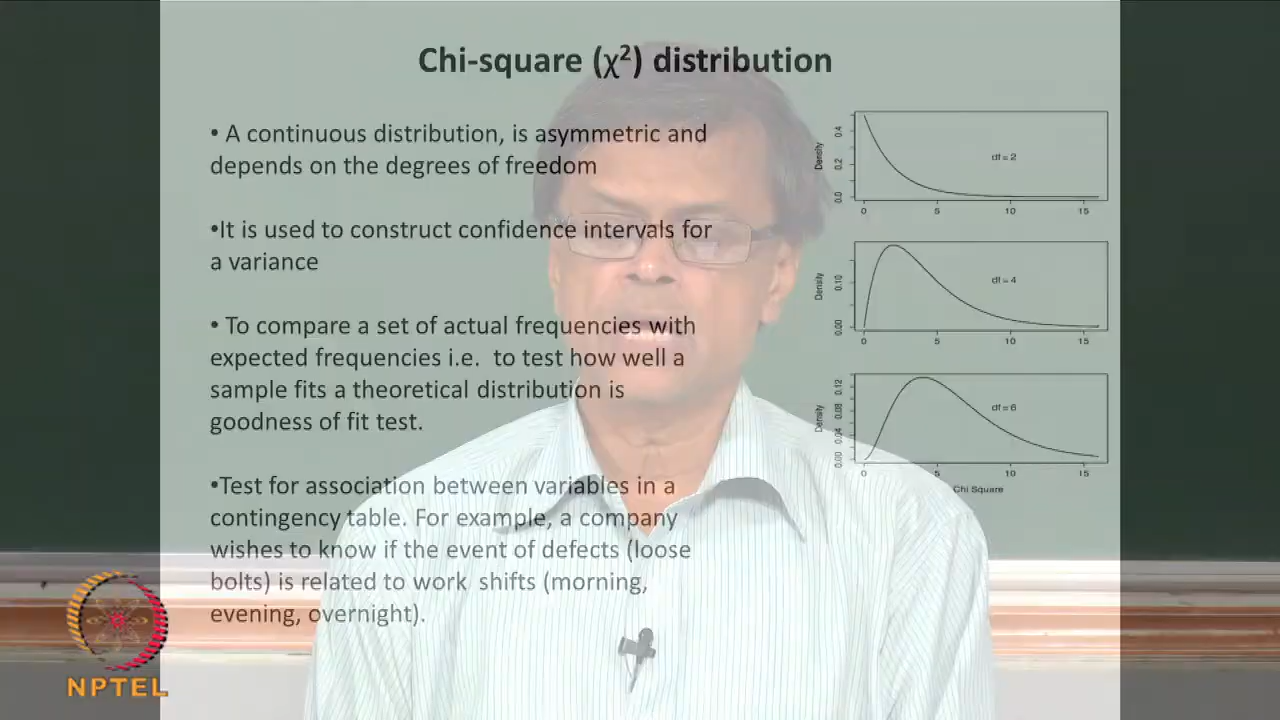 Chi-square (χ²) distribution
• A continuous distribution, is asymmetric and
depends on the degrees of freedom
•It is used to construct confidence intervals for
a variance
• To compare a set of actual frequencies with
expected frequencies i.e. to test how well a
sample fits a theoretical distribution is
goodness of fit test.
•Test for association between variables in a
contingency table. For example, a company
wishes to know if the event of defects (loose
bolts) is related to work shifts (morning,
evening, overnight).
Density
0.0 0.2 0.4
df = 2
0 5 10 15
Density
0.00 0.10
df = 4
0 5 10 15
Density
0.00 0.04 0.08 0.12
df = 6
0 5 10 15
Chi Square
NPTEL